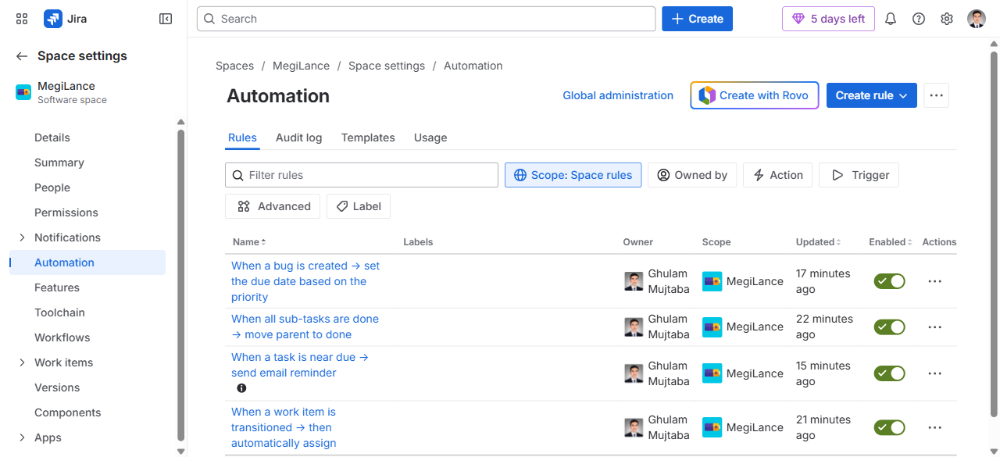 Jira
Search
Create
5 days left
Space settings
MegiLance
Software space
Details
Summary
People
Permissions
Notifications
Automation
Features
Toolchain
Workflows
Work items
Versions
Components
Apps
Spaces / MegiLance / Space settings / Automation
Automation
Global administration
Create with Rovo
Create rule
Rules Audit log Templates Usage
Filter rules
Scope: Space rules
Owned by
Action
Trigger
Advanced
Label
Name Labels Owner Scope Updated Enabled Actions
When a bug is created → set
the due date based on the
priority
Ghulam
Mujtaba
MegiLance
17 minutes
ago
When all sub-tasks are done
→ move parent to done
Ghulam
Mujtaba
MegiLance
22 minutes
ago
When a task is near due →
send email reminder
Ghulam
Mujtaba
MegiLance
15 minutes
ago
When a work item is
transitioned → then
automatically assign
Ghulam
Mujtaba
MegiLance
21 minutes
ago